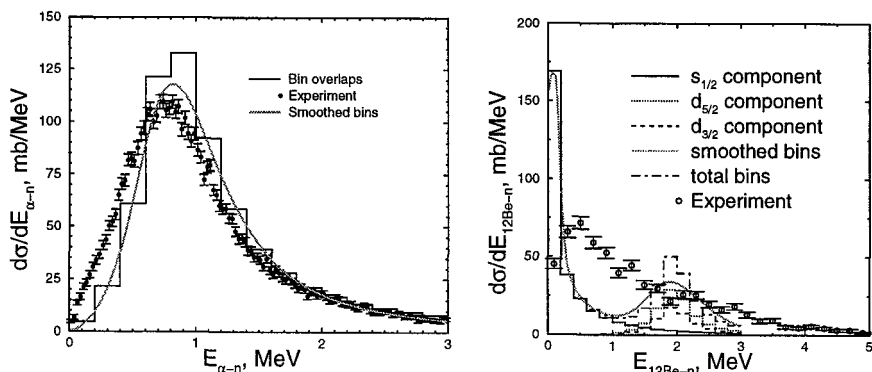 150
125
100
75
50
25
0
dσ/dE_{α−n}, mb/MeV
Bin overlaps
Experiment
Smoothed bins
0 1 2 3
E_{α−n}, MeV
200
150
100
50
0
dσ/dE_{12Be−n}, mb/MeV
s_{1/2} component
d_{5/2} component
d_{3/2} component
smoothed bins
total bins
Experiment
0 1 2 3 4 5
E_{12Be−n}, MeV